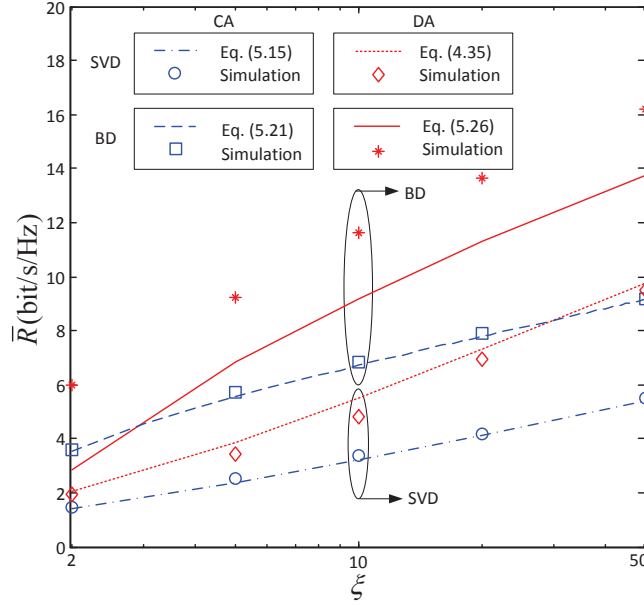 20
18
16
14
12
10
8
6
4
2
0
R̄(bit/s/Hz)
CA DA
SVD
Eq. (5.15)
Simulation
Eq. (4.35)
Simulation
BD
Eq. (5.21)
Simulation
Eq. (5.26)
Simulation
BD
SVD
2 10 50
ξ